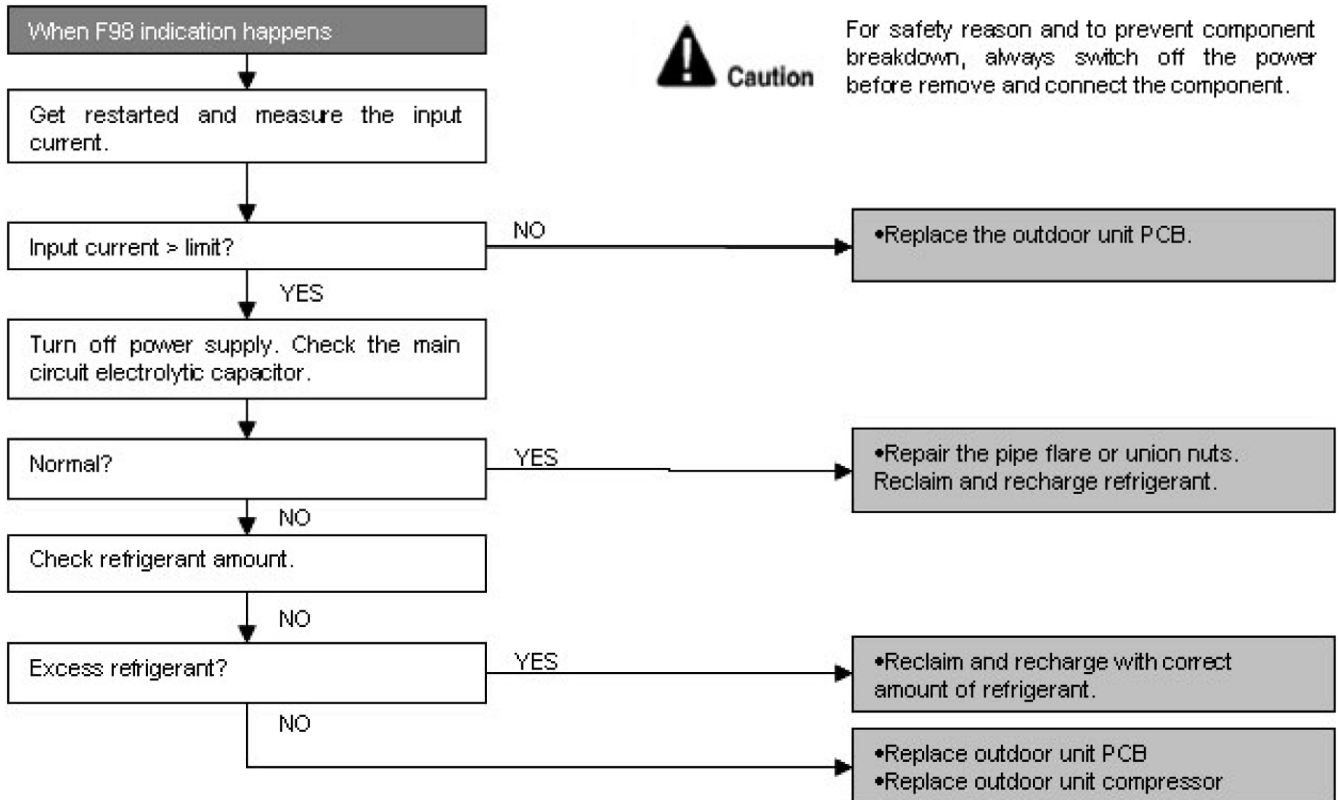 When F98 indication happens
Caution
For safety reason and to prevent component
breakdown, always switch off the power
before remove and connect the component.
Get restarted and measure the input
current.
Input current > limit?
NO
•Replace the outdoor unit PCB.
YES
Turn off power supply. Check the main
circuit electrolytic capacitor.
Normal?
YES
•Repair the pipe flare or union nuts.
Reclaim and recharge refrigerant.
NO
Check refrigerant amount.
NO
Excess refrigerant?
YES
•Reclaim and recharge with correct
amount of refrigerant.
NO
•Replace outdoor unit PCB
•Replace outdoor unit compressor